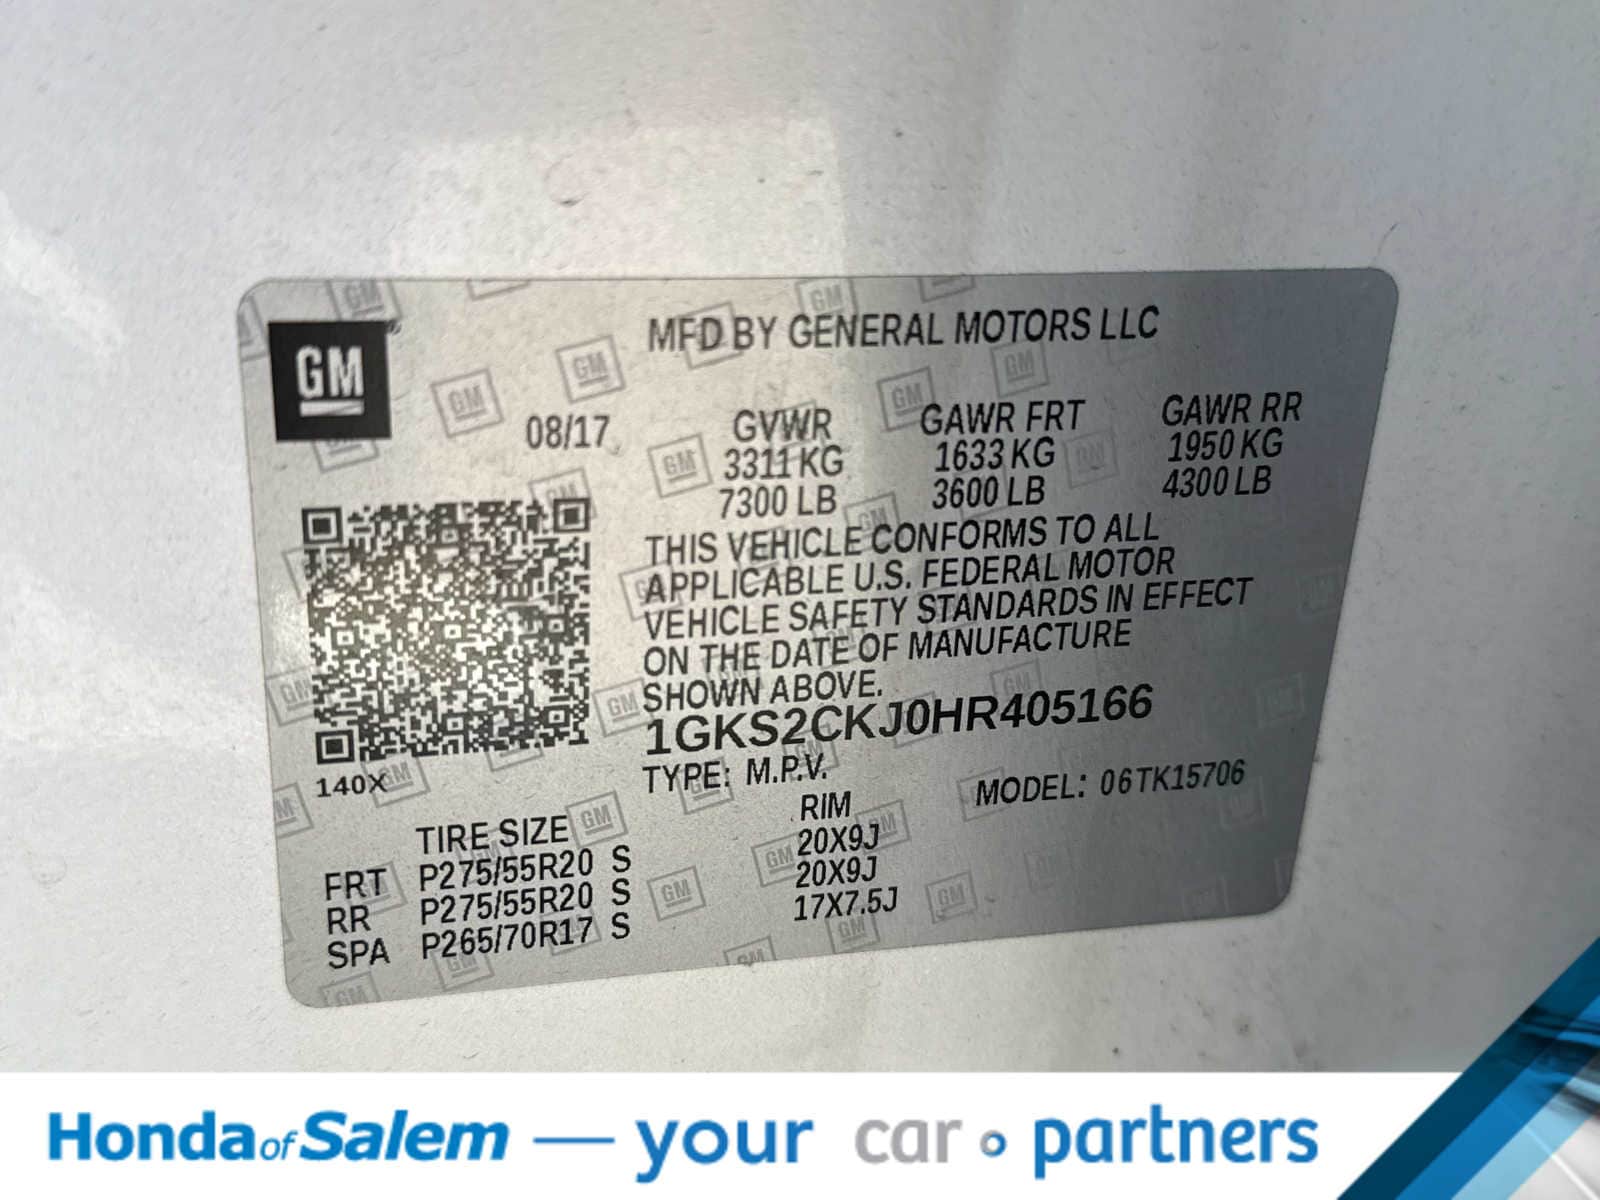 GM
MFD BY GENERAL MOTORS LLC
08/17 GVWR GAWR FRT GAWR RR
3311 KG 1633 KG 1950 KG
7300 LB 3600 LB 4300 LB
THIS VEHICLE CONFORMS TO ALL
APPLICABLE U.S. FEDERAL MOTOR
VEHICLE SAFETY STANDARDS IN EFFECT
ON THE DATE OF MANUFACTURE
SHOWN ABOVE.
1GKS2CKJ0HR405166
140X
TYPE: M.P.V. MODEL: 06TK15706
TIRE SIZE RIM
FRT P275/55R20 S 20X9J
RR P275/55R20 S 20X9J
SPA P265/70R17 S 17X7.5J
Honda of Salem — your car partners